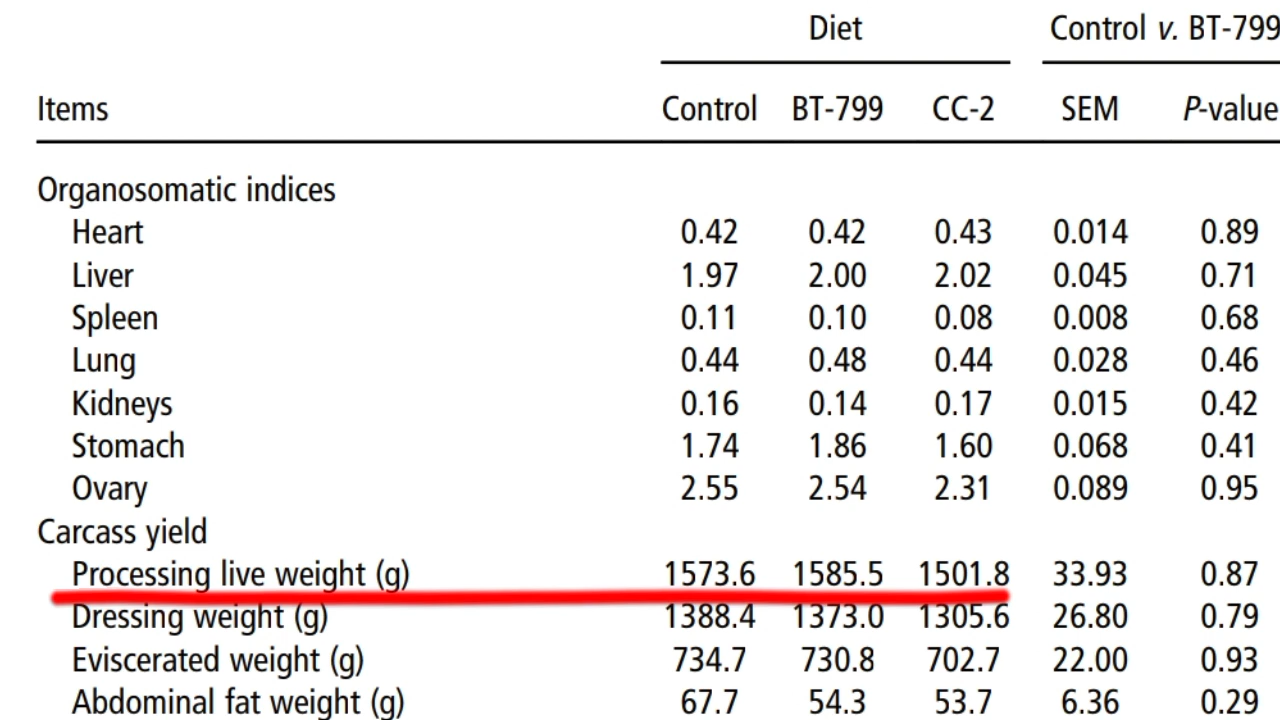 Diet Control v. BT-799
Items Control BT-799 CC-2 SEM P-value
Organosomatic indices
Heart 0.42 0.42 0.43 0.014 0.89
Liver 1.97 2.00 2.02 0.045 0.71
Spleen 0.11 0.10 0.08 0.008 0.68
Lung 0.44 0.48 0.44 0.028 0.46
Kidneys 0.16 0.14 0.17 0.015 0.42
Stomach 1.74 1.86 1.60 0.068 0.41
Ovary 2.55 2.54 2.31 0.089 0.95
Carcass yield
Processing live weight (g) 1573.6 1585.5 1501.8 33.93 0.87
Dressing weight (g) 1388.4 1373.0 1305.6 26.80 0.79
Eviscerated weight (g) 734.7 730.8 702.7 22.00 0.93
Abdominal fat weight (g) 67.7 54.3 53.7 6.36 0.29